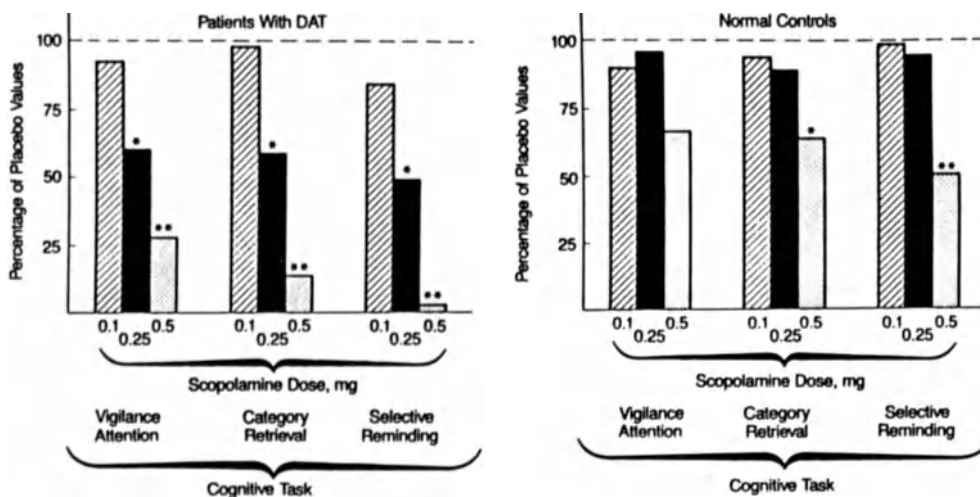 Patients With DAT
Percentage of Placebo Values
100
75
50
25
*
**
*
**
*
**
0.1 0.5 0.1 0.5 0.1 0.5
0.25 0.25 0.25
Scopolamine Dose, mg
Vigilance Category Selective
Attention Retrieval Reminding
Cognitive Task
Normal Controls
Percentage of Placebo Values
100
75
50
25
*
**
0.1 0.5 0.1 0.5 0.1 0.5
0.25 0.25 0.25
Scopolamine Dose, mg
Vigilance Category Selective
Attention Retrieval Reminding
Cognitive Task